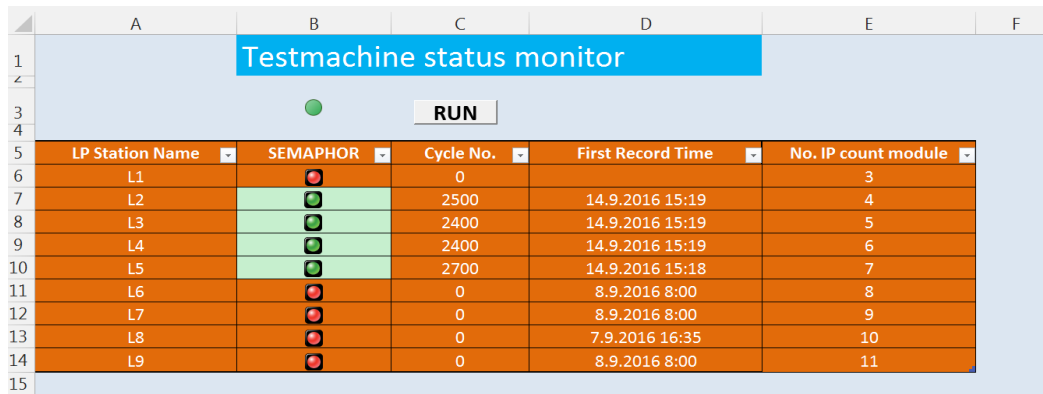 A B C D E F
1 Testmachine status monitor
2
3 RUN
4
5 LP Station Name SEMAPHOR Cycle No. First Record Time No. IP count module
6 L1 0 3
7 L2 2500 14.9.2016 15:19 4
8 L3 2400 14.9.2016 15:19 5
9 L4 2400 14.9.2016 15:19 6
10 L5 2700 14.9.2016 15:18 7
11 L6 0 8.9.2016 8:00 8
12 L7 0 8.9.2016 8:00 9
13 L8 0 7.9.2016 16:35 10
14 L9 0 8.9.2016 8:00 11
15